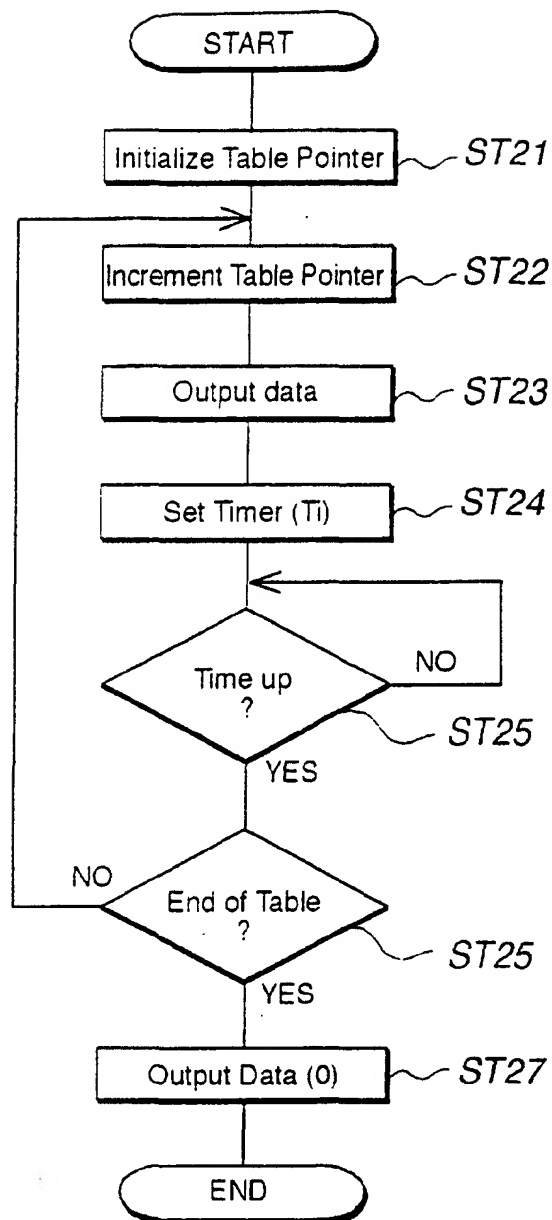 START
Initialize Table Pointer
ST21
Increment Table Pointer
ST22
Output data
ST23
Set Timer (Ti)
ST24
Time up
?
NO
ST25
YES
NO
End of Table
?
ST25
YES
Output Data (0)
ST27
END